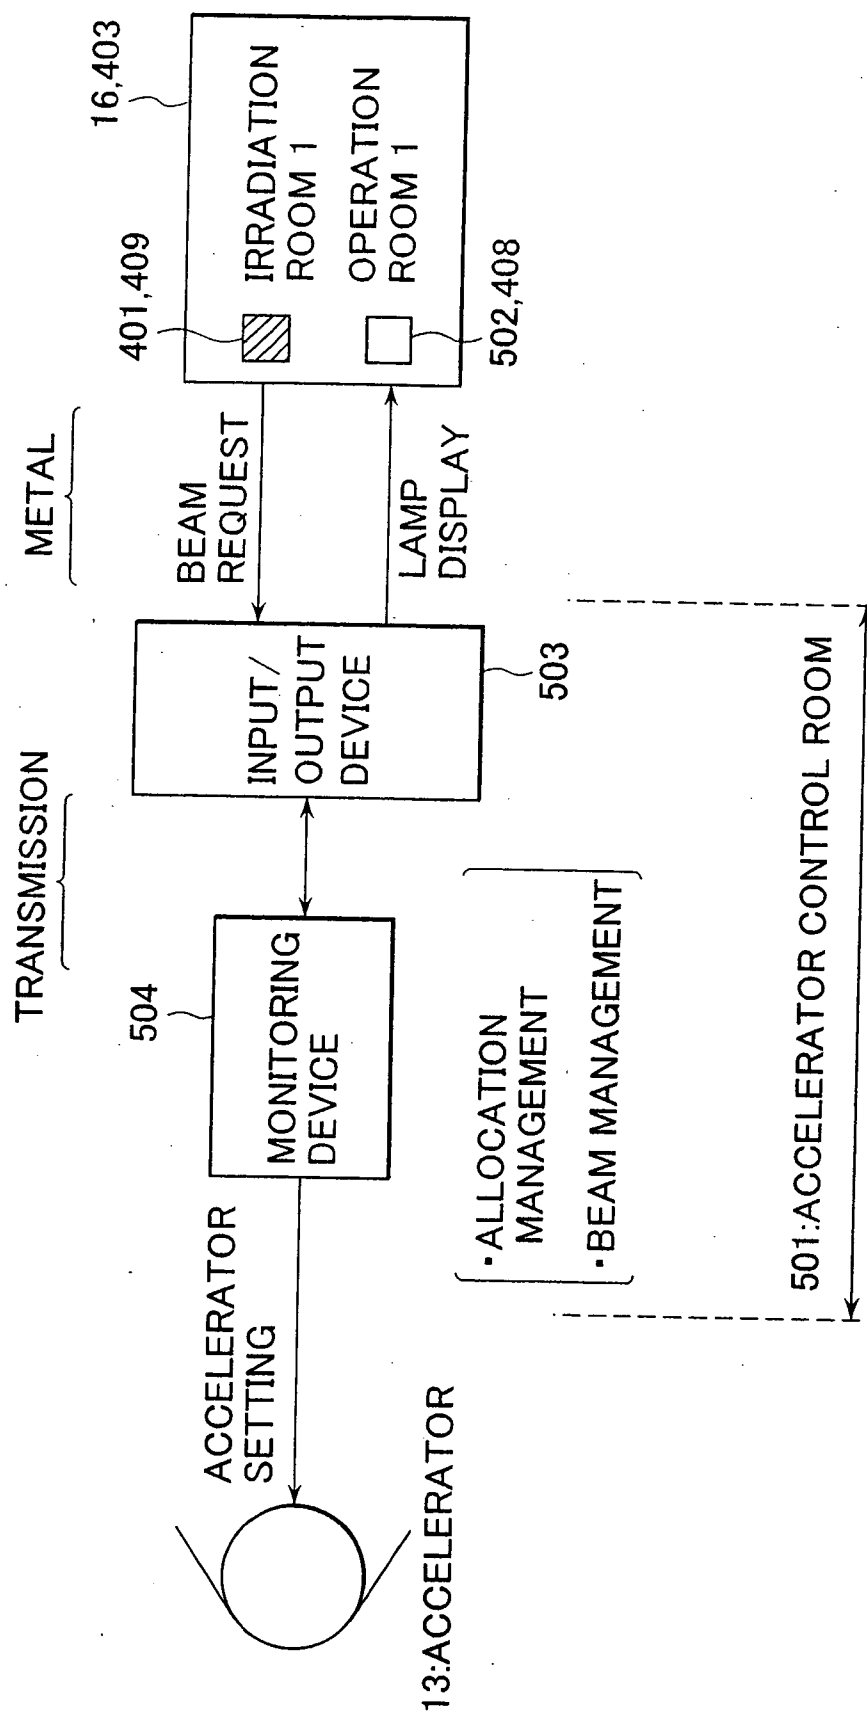 METAL
TRANSMISSION
16,403
401,409
IRRADIATION
ROOM 1
OPERATION
ROOM 1
502,408
BEAM
REQUEST
LAMP
DISPLAY
INPUT/
OUTPUT
DEVICE
503
504
MONITORING
DEVICE
ACCELERATOR
SETTING
·ALLOCATION
MANAGEMENT
·BEAM MANAGEMENT
13:ACCELERATOR
501:ACCELERATOR CONTROL ROOM